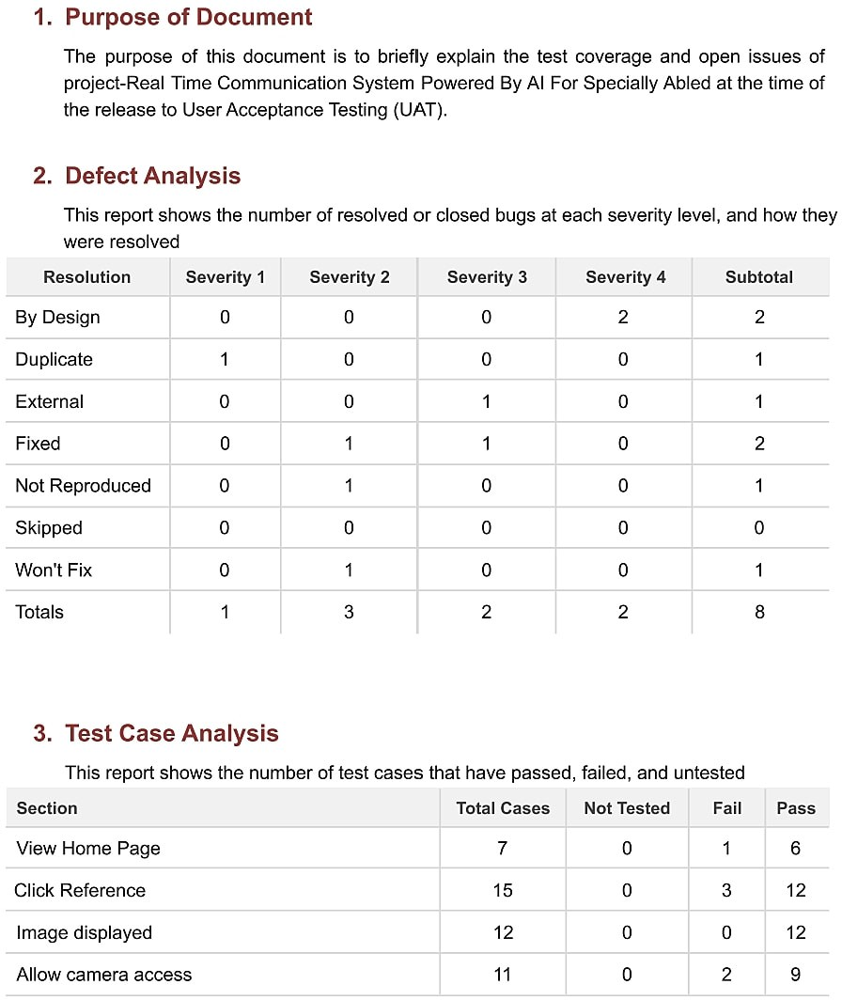 1. Purpose of Document
The purpose of this document is to briefly explain the test coverage and open issues of
project-Real Time Communication System Powered By AI For Specially Abled at the time of
the release to User Acceptance Testing (UAT).
2. Defect Analysis
This report shows the number of resolved or closed bugs at each severity level, and how they
were resolved
Resolution Severity 1 Severity 2 Severity 3 Severity 4 Subtotal
By Design 0 0 0 2 2
Duplicate 1 0 0 0 1
External 0 0 1 0 1
Fixed 0 1 1 0 2
Not Reproduced 0 1 0 0 1
Skipped 0 0 0 0 0
Won't Fix 0 1 0 0 1
Totals 1 3 2 2 8
3. Test Case Analysis
This report shows the number of test cases that have passed, failed, and untested
Section Total Cases Not Tested Fail Pass
View Home Page 7 0 1 6
Click Reference 15 0 3 12
Image displayed 12 0 0 12
Allow camera access 11 0 2 9